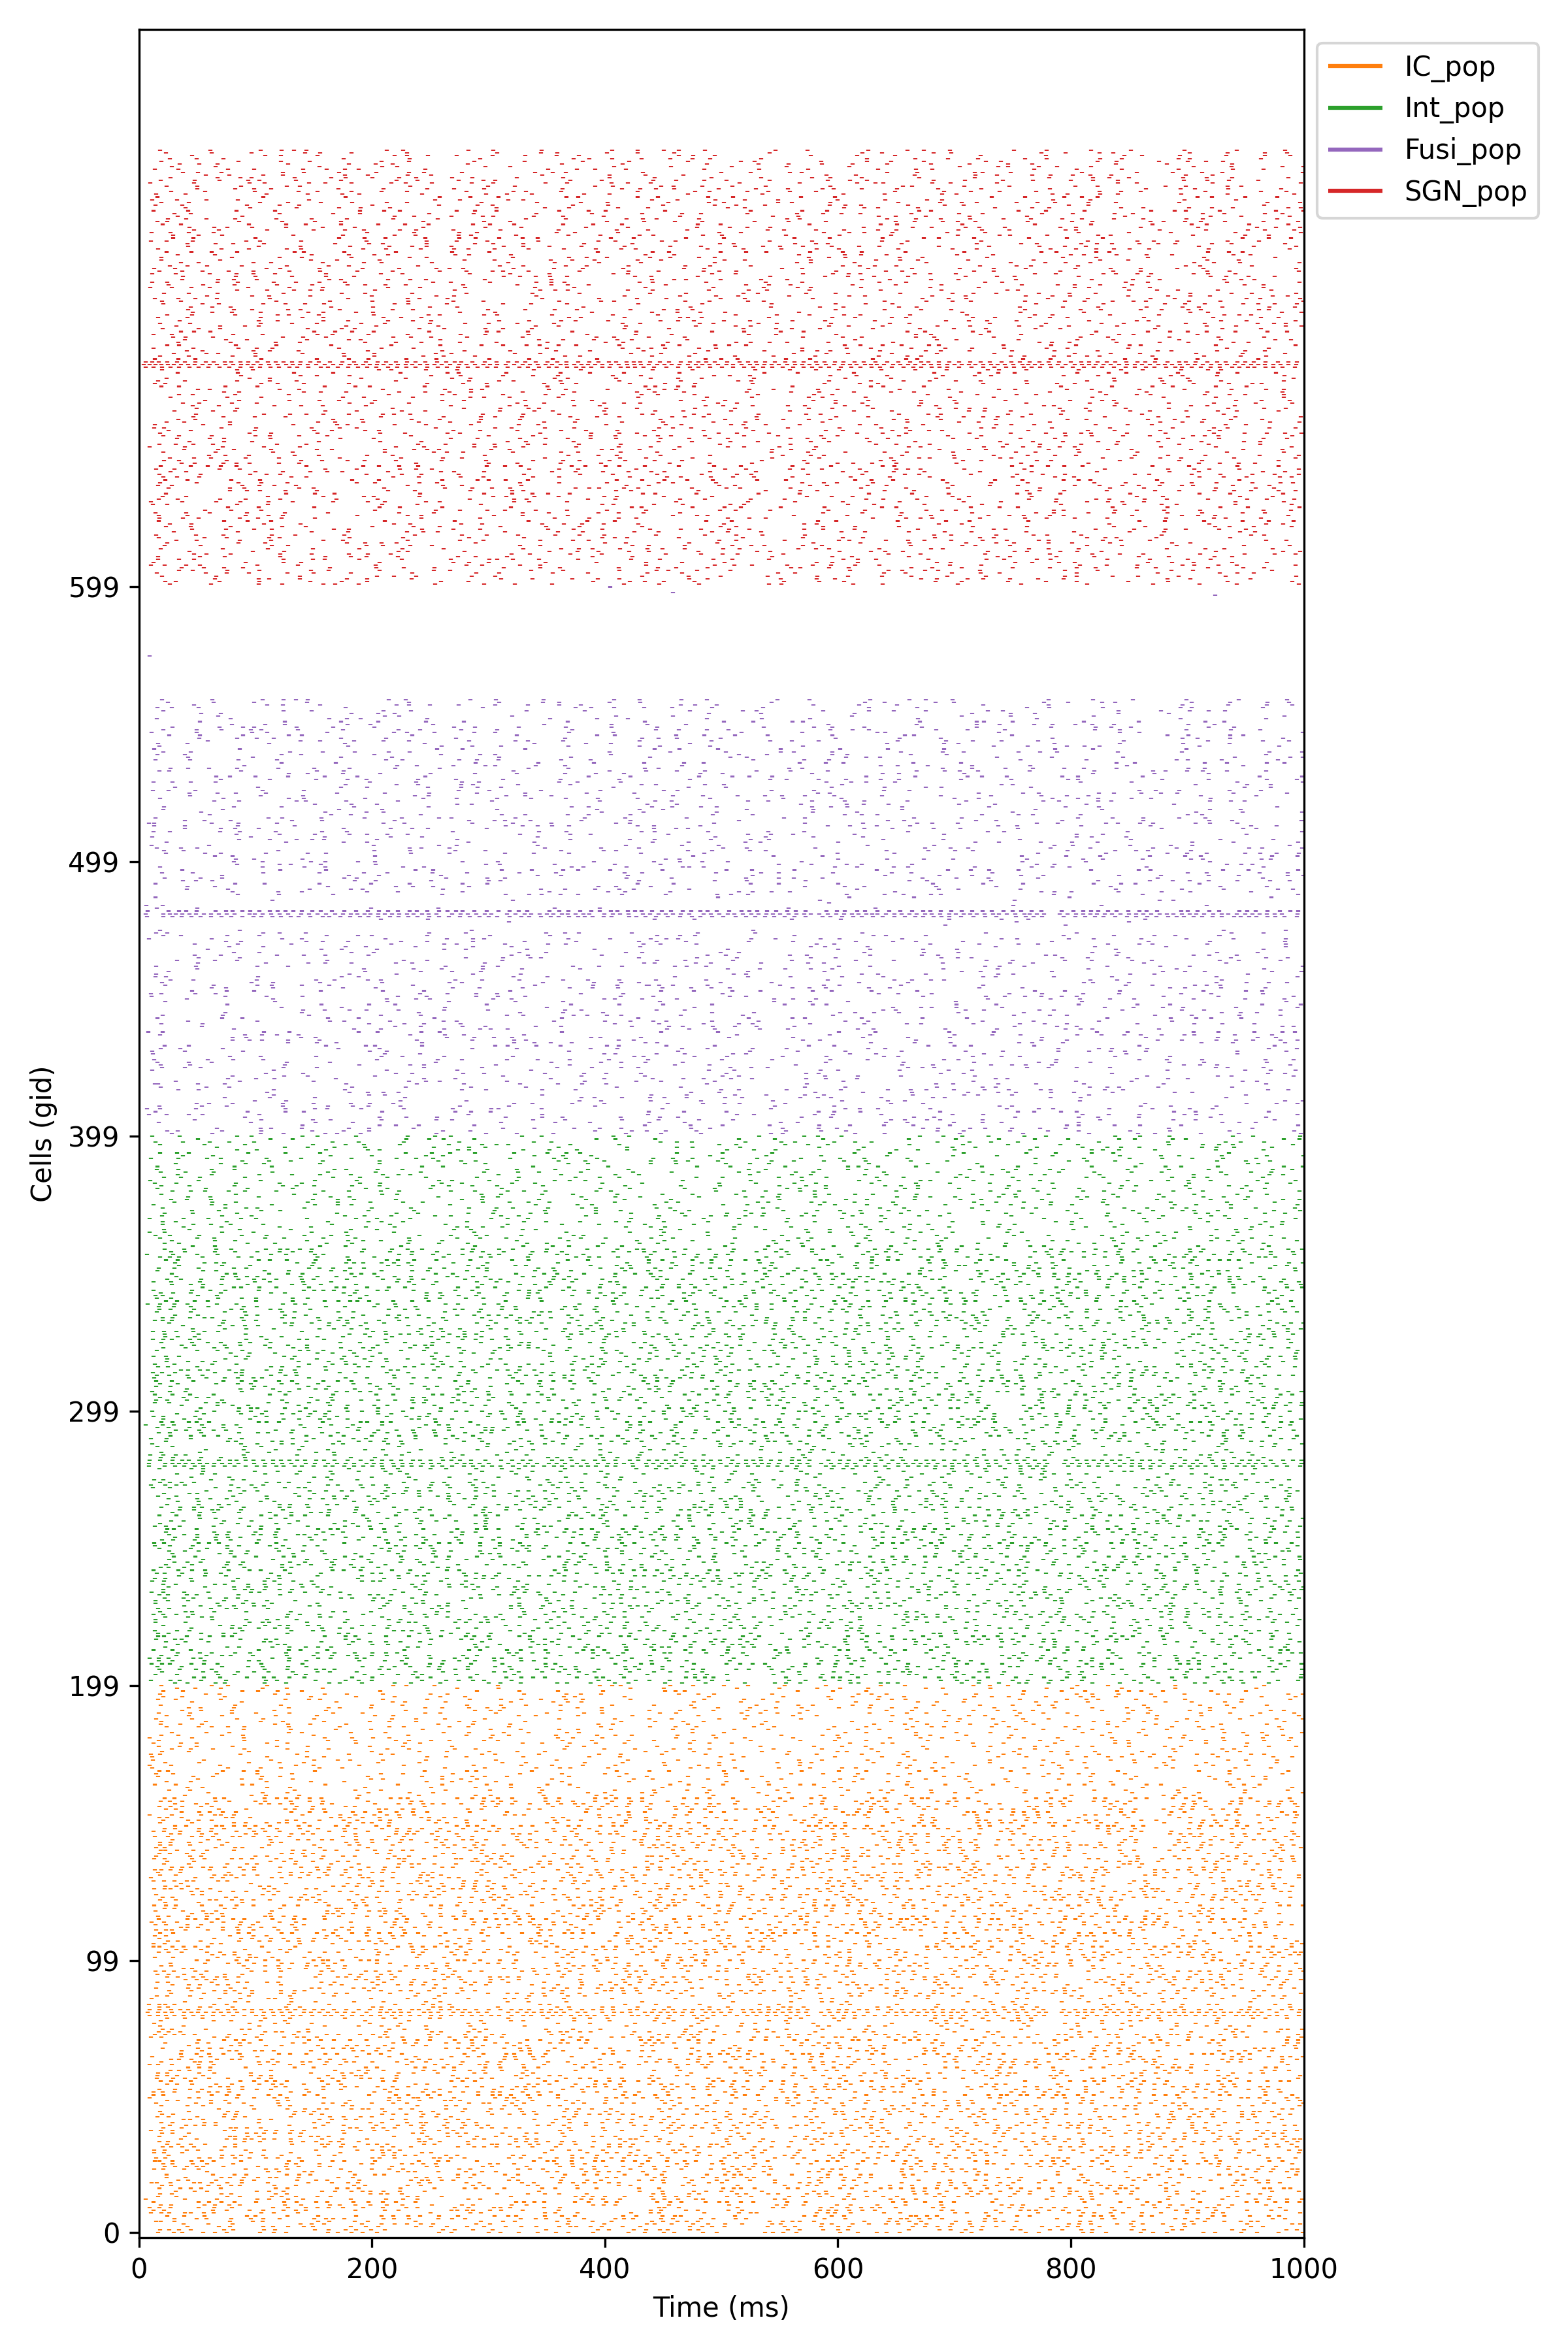 IC_pop
Int_pop
Fusi_pop
SGN_pop
599
499
399
299
199
99
0
Cells (gid)
0 200 400 600 800 1000
Time (ms)